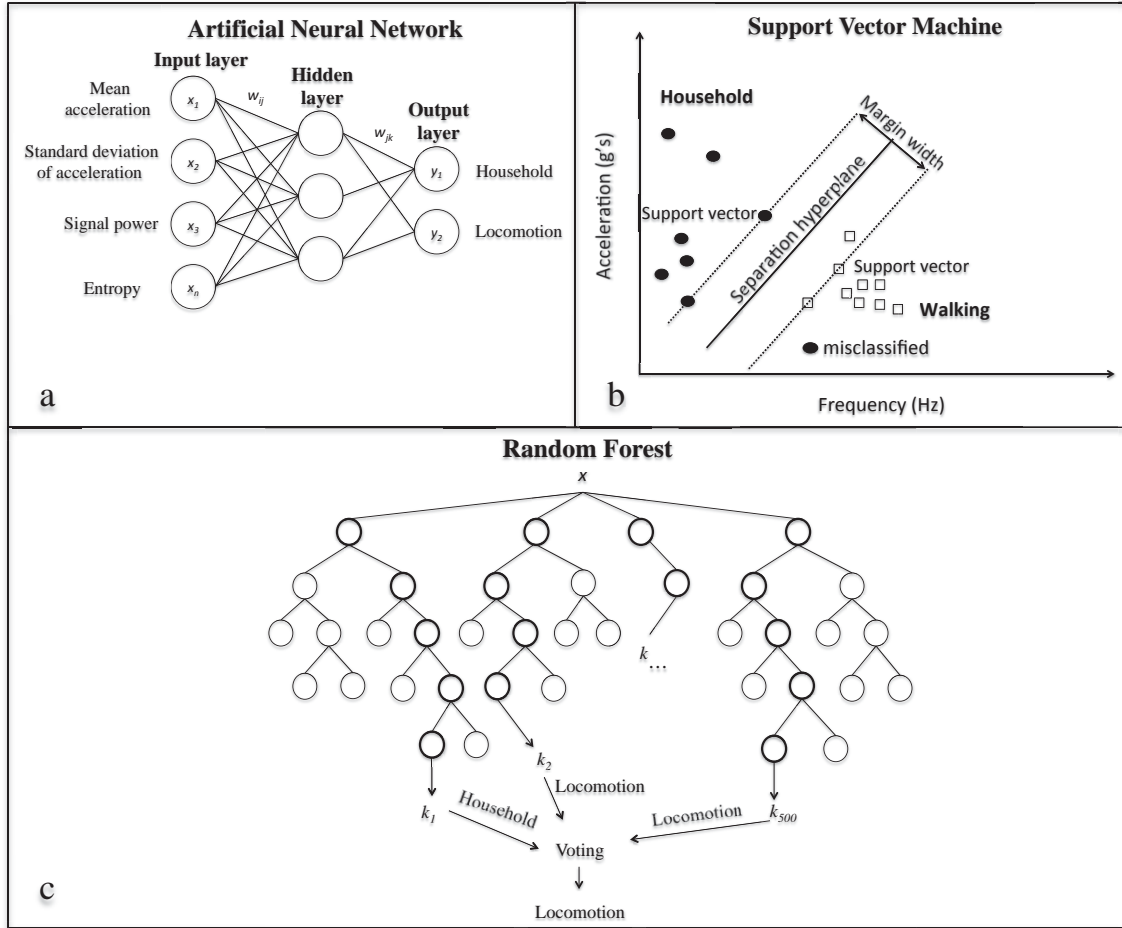 Artificial Neural Network
Input layer
Hidden
layer
Output
layer
Mean
acceleration
Standard deviation
of acceleration
Signal power
Entropy
x1
x2
x3
xn
wij
wjk
y1
y2
Household
Locomotion
a
Support Vector Machine
Household
Margin width
Support vector
Separation hyperplane
Support vector
Walking
misclassified
Acceleration (g's)
Frequency (Hz)
b
Random Forest
x
k...
k2
Locomotion
k1
Household
Locomotion
k500
Voting
Locomotion
c